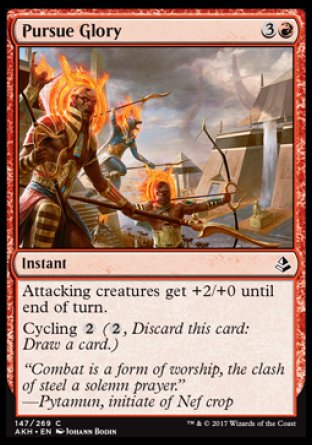 Pursue Glory 3
Instant
Attacking creatures get +2/+0 until
end of turn.
Cycling 2 (2, Discard this card:
Draw a card.)
“Combat is a form of worship, the clash
of steel a solemn prayer.”
—Pytamun, initiate of Nef crop
147/269 C
AKH • EN Johann Bodin
™ & © 2017 Wizards of the Coast